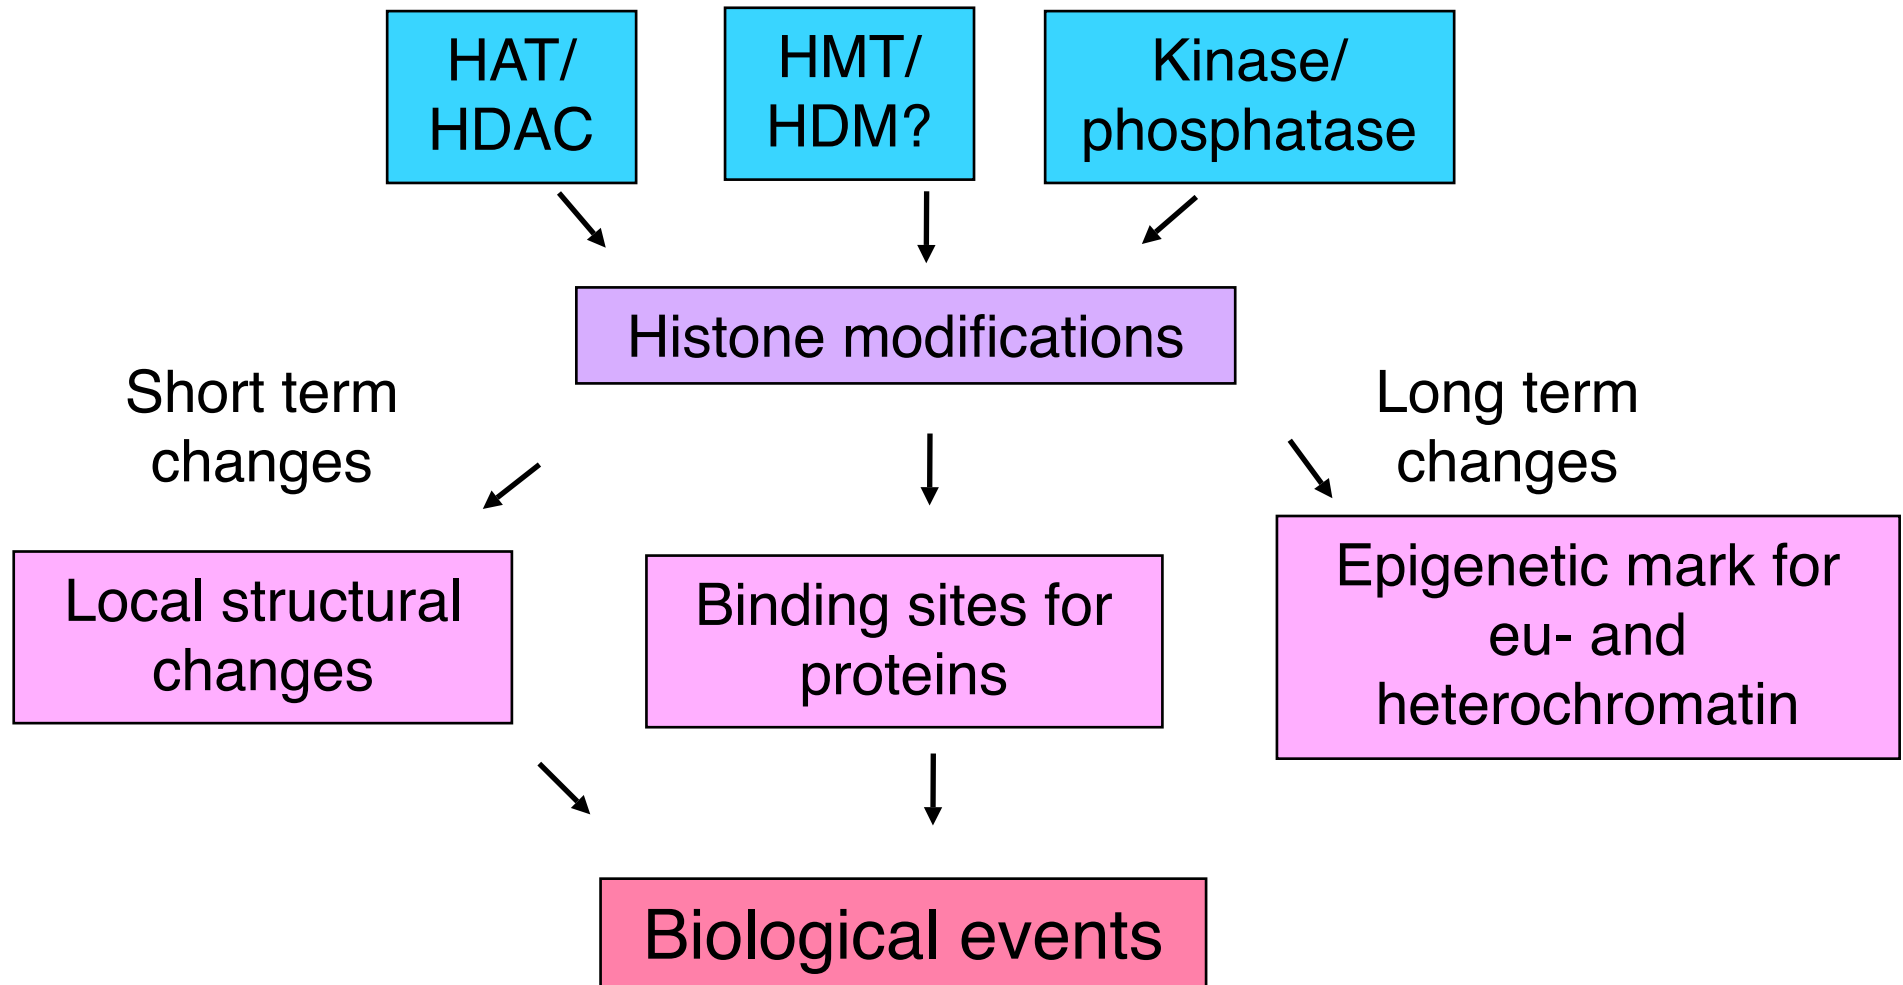 HAT/
HDAC
HMT/
HDM?
Kinase/
phosphatase
Histone modifications
Short term
changes
Long term
changes
Local structural
changes
Binding sites for
proteins
Epigenetic mark for
eu- and
heterochromatin
Biological events